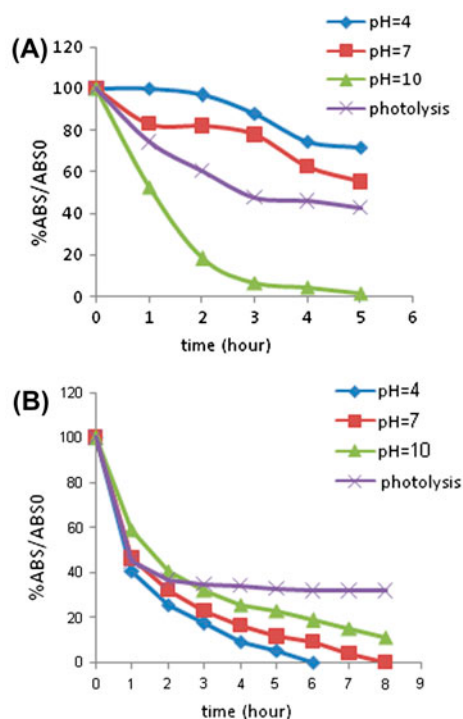 (A)
120
100
80
60
40
20
0
%ABS/ABS0
0 1 2 3 4 5 6
time (hour)
pH=4
pH=7
pH=10
photolysis
(B)
120
100
80
60
40
20
0
%ABS/ABS0
0 1 2 3 4 5 6 7 8 9
time (hour)
pH=4
pH=7
pH=10
photolysis